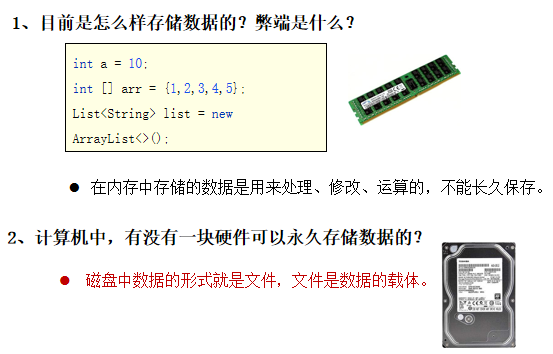 1、目前是怎么样存储数据的？弊端是什么？
int a = 10;
int [] arr = {1,2,3,4,5};
List<String> list = new
ArrayList<>();
● 在内存中存储的数据是用来处理、修改、运算的，不能长久保存。
2、计算机中，有没有一块硬件可以永久存储数据的？
● 磁盘中数据的形式就是文件，文件是数据的载体。
TOSHIBA